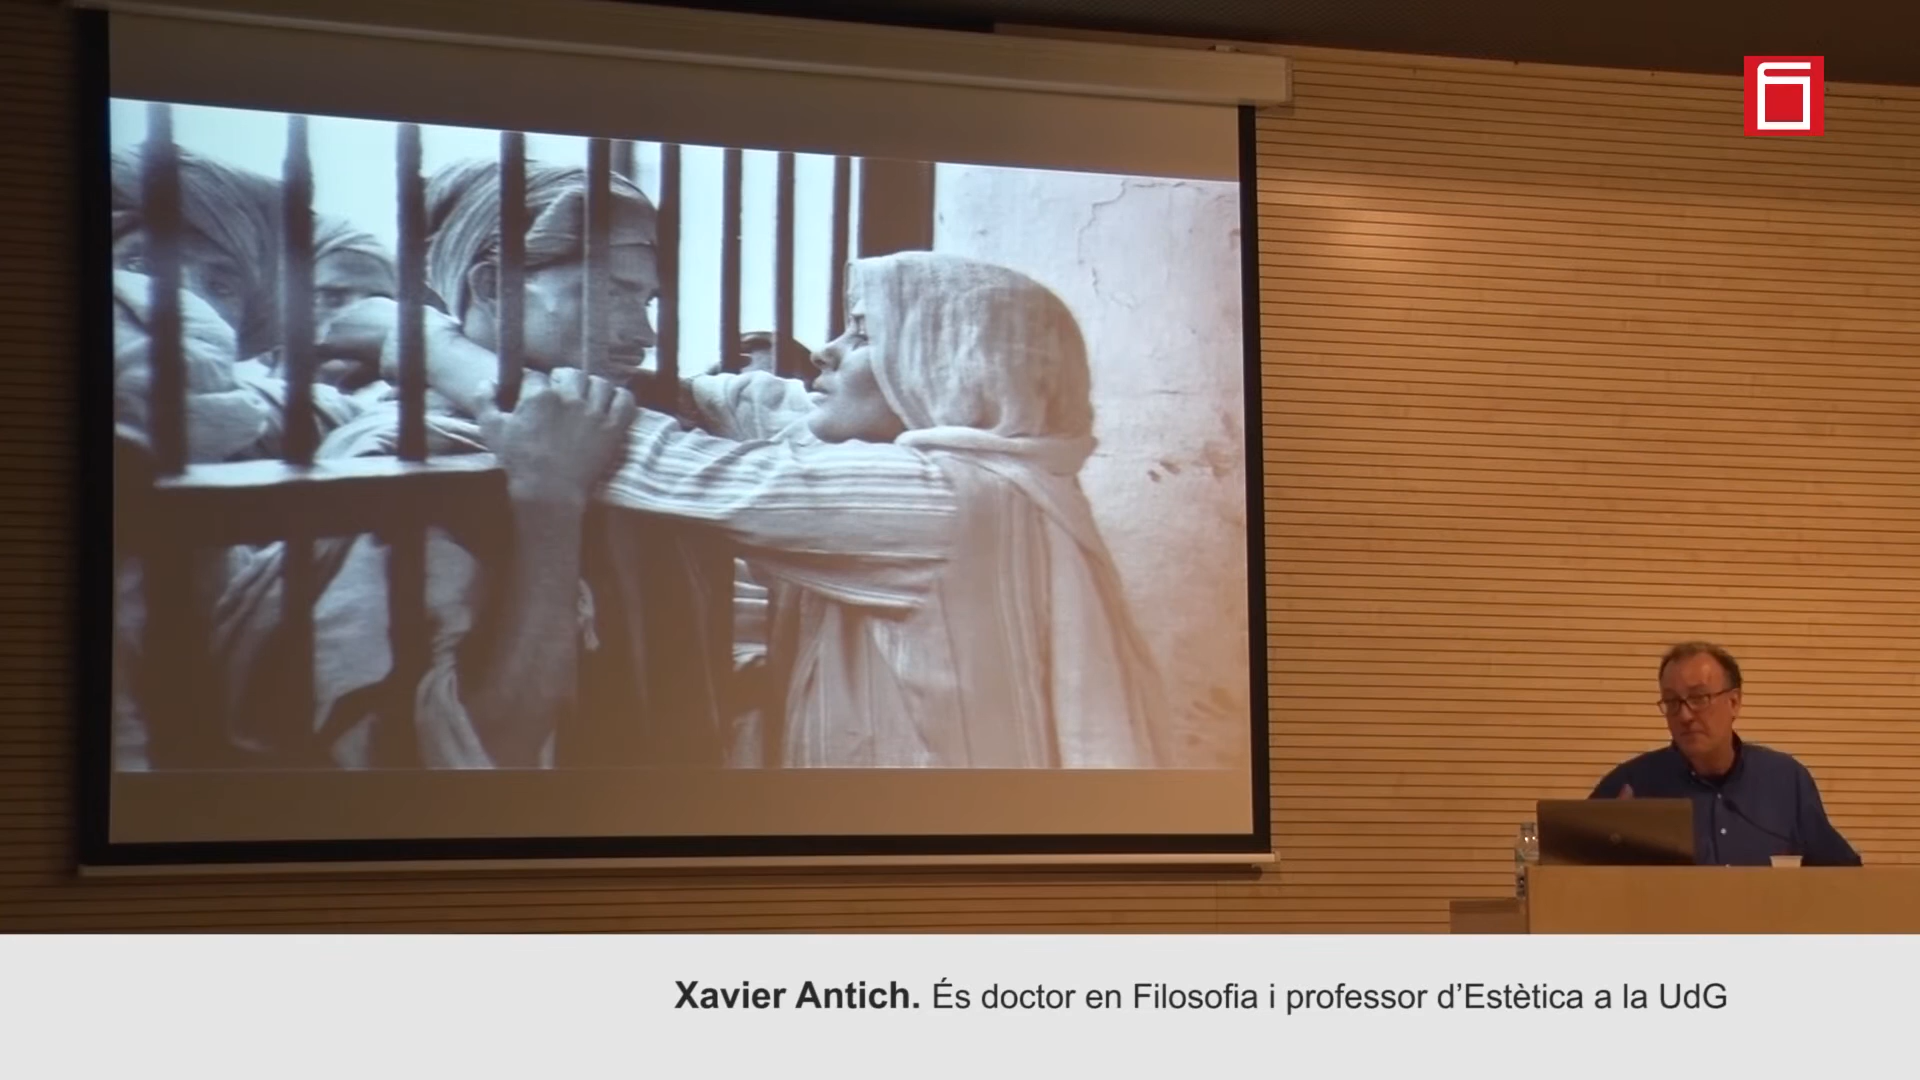 Xavier Antich. És doctor en Filosofia i professor d’Estètica a la UdG